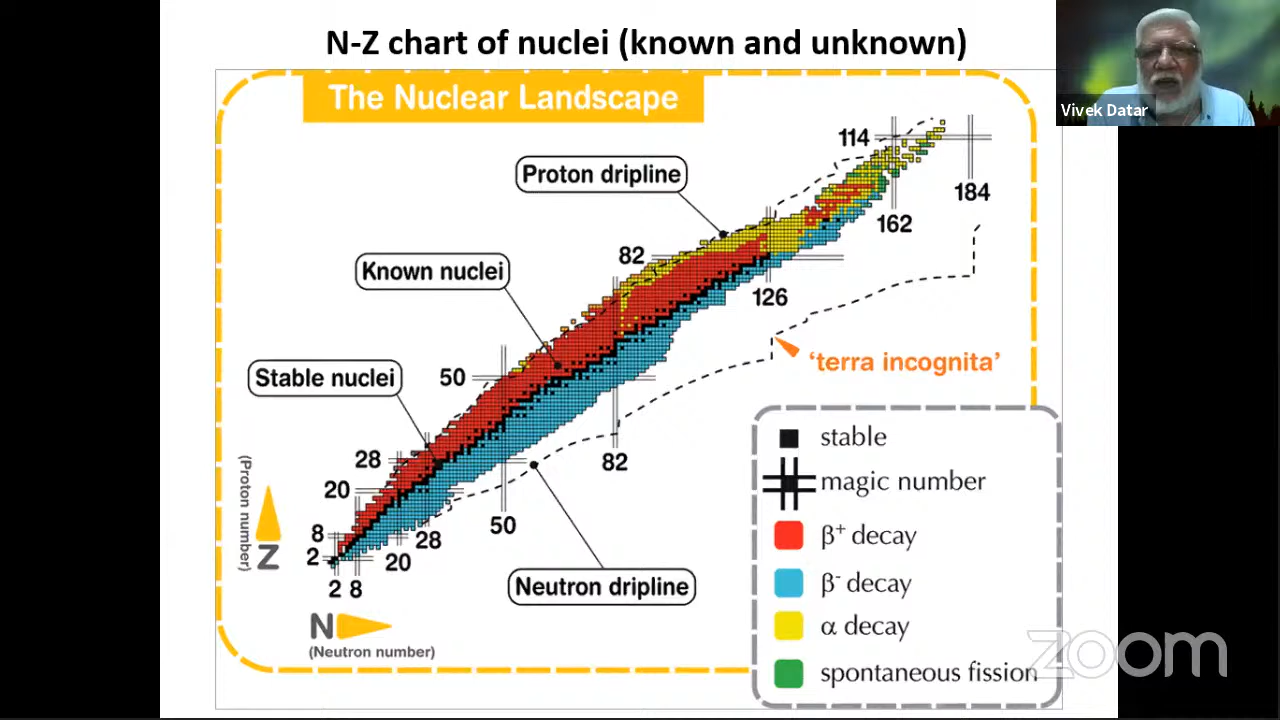 N-Z chart of nuclei (known and unknown)
Vivek Datar
The Nuclear Landscape
114
Proton dripline
184
162
82
Known nuclei
126
'terra incognita'
50
Stable nuclei
stable
28
82
magic number
20
50
8
28
β+ decay
2
20
(Proton number)
Z
2 8
Neutron dripline
β- decay
N
α decay
(Neutron number)
spontaneous fission
zoom